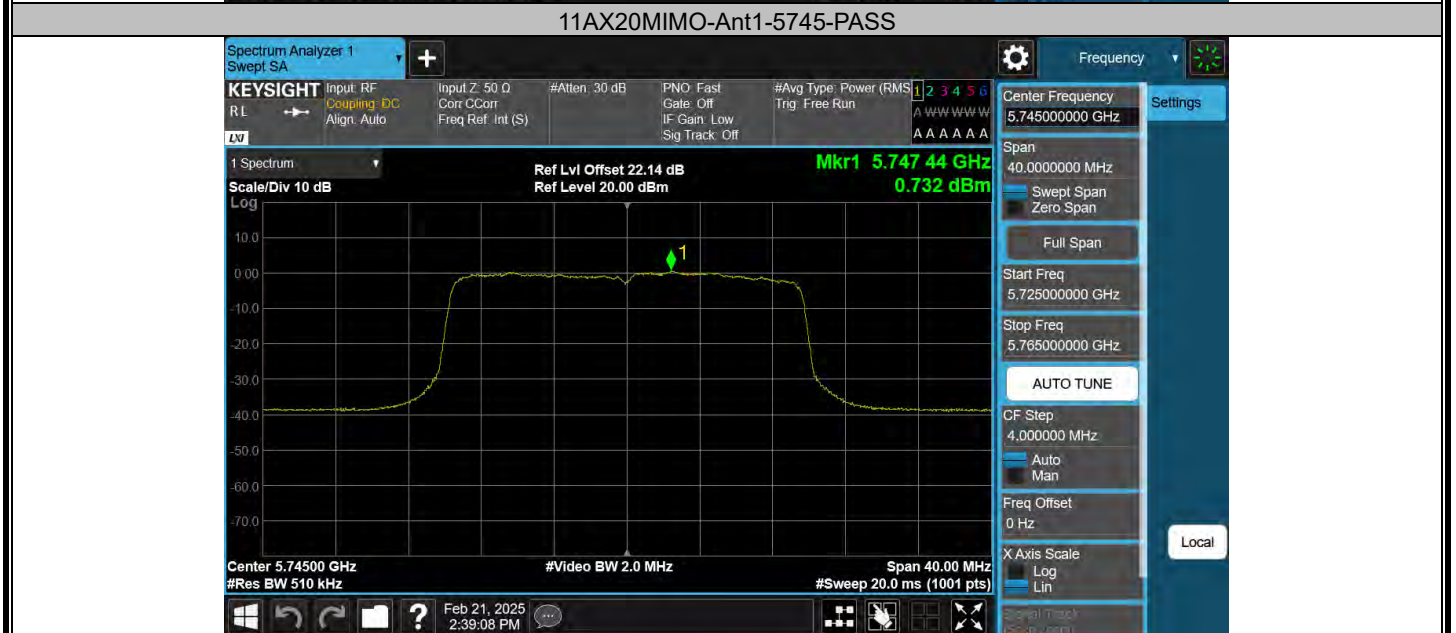 11AX20MIMO-Ant1-5745-PASS
Spectrum Analyzer 1
Swept SA
+
Frequency
KEYSIGHT
RL
LXI
Input: RF
Coupling: DC
Align: Auto
Input Z: 50 Ω
Corr CCorr
Freq Ref: Int (S)
#Atten: 30 dB
PNO: Fast
Gate: Off
IF Gain: Low
Sig Track: Off
#Avg Type: Power (RMS
Trig: Free Run
1 2 3 4 5 6
A W W W W W
A A A A A A
1 Spectrum
Scale/Div 10 dB
Log
Ref Lvl Offset 22.14 dB
Ref Level 20.00 dBm
Mkr1 5.747 44 GHz
0.732 dBm
10.0
0.00
-10.0
-20.0
-30.0
-40.0
-50.0
-60.0
-70.0
1
Center 5.74500 GHz
#Res BW 510 kHz
#Video BW 2.0 MHz
Span 40.00 MHz
#Sweep 20.0 ms (1001 pts)
Center Frequency
5.745000000 GHz
Settings
Span
40.0000000 MHz
Swept Span
Zero Span
Full Span
Start Freq
5.725000000 GHz
Stop Freq
5.765000000 GHz
AUTO TUNE
CF Step
4.000000 MHz
Auto
Man
Freq Offset
0 Hz
X Axis Scale
Log
Lin
Signal Track
Local
?
Feb 21, 2025
2:39:08 PM